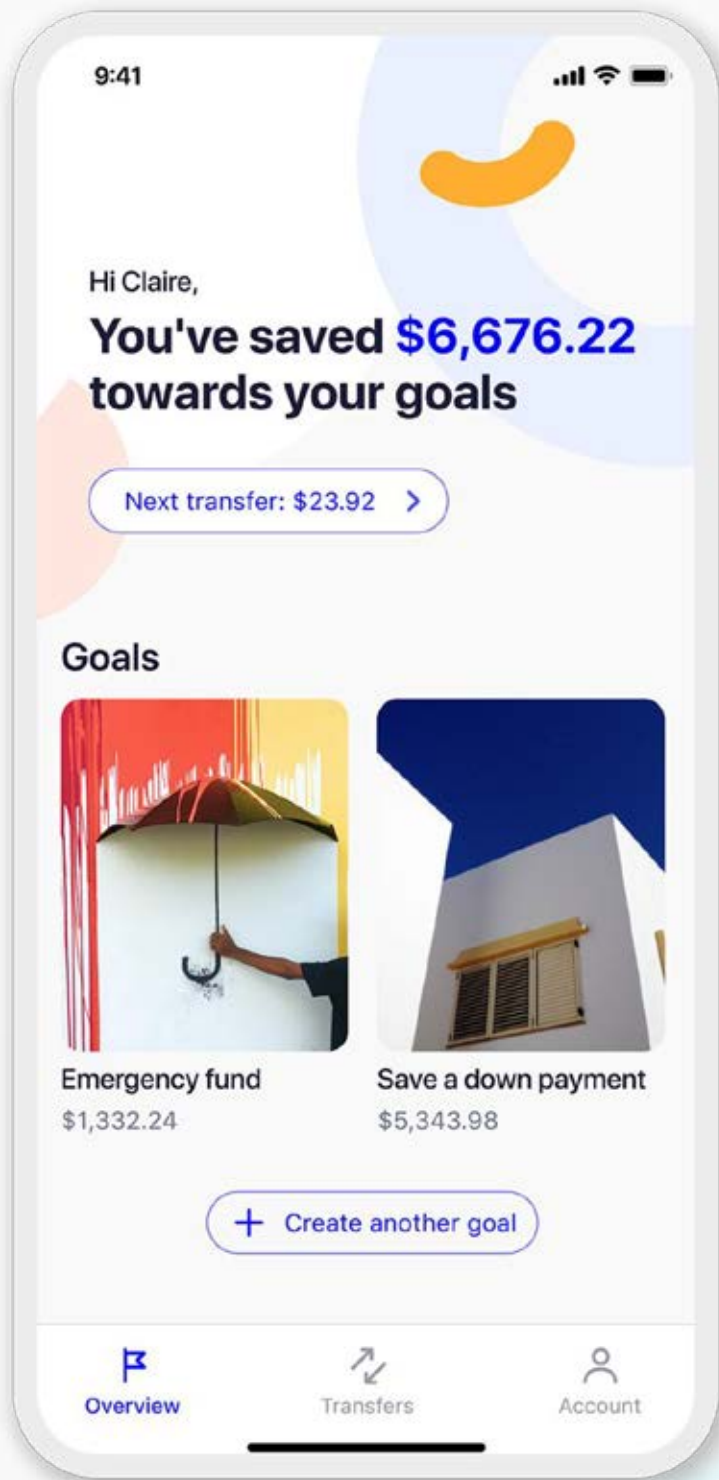 9:41
Hi Claire,
You've saved $6,676.22
towards your goals
Next transfer: $23.92
Goals
Emergency fund
$1,332.24
Save a down payment
$5,343.98
Create another goal
Overview
Transfers
Account